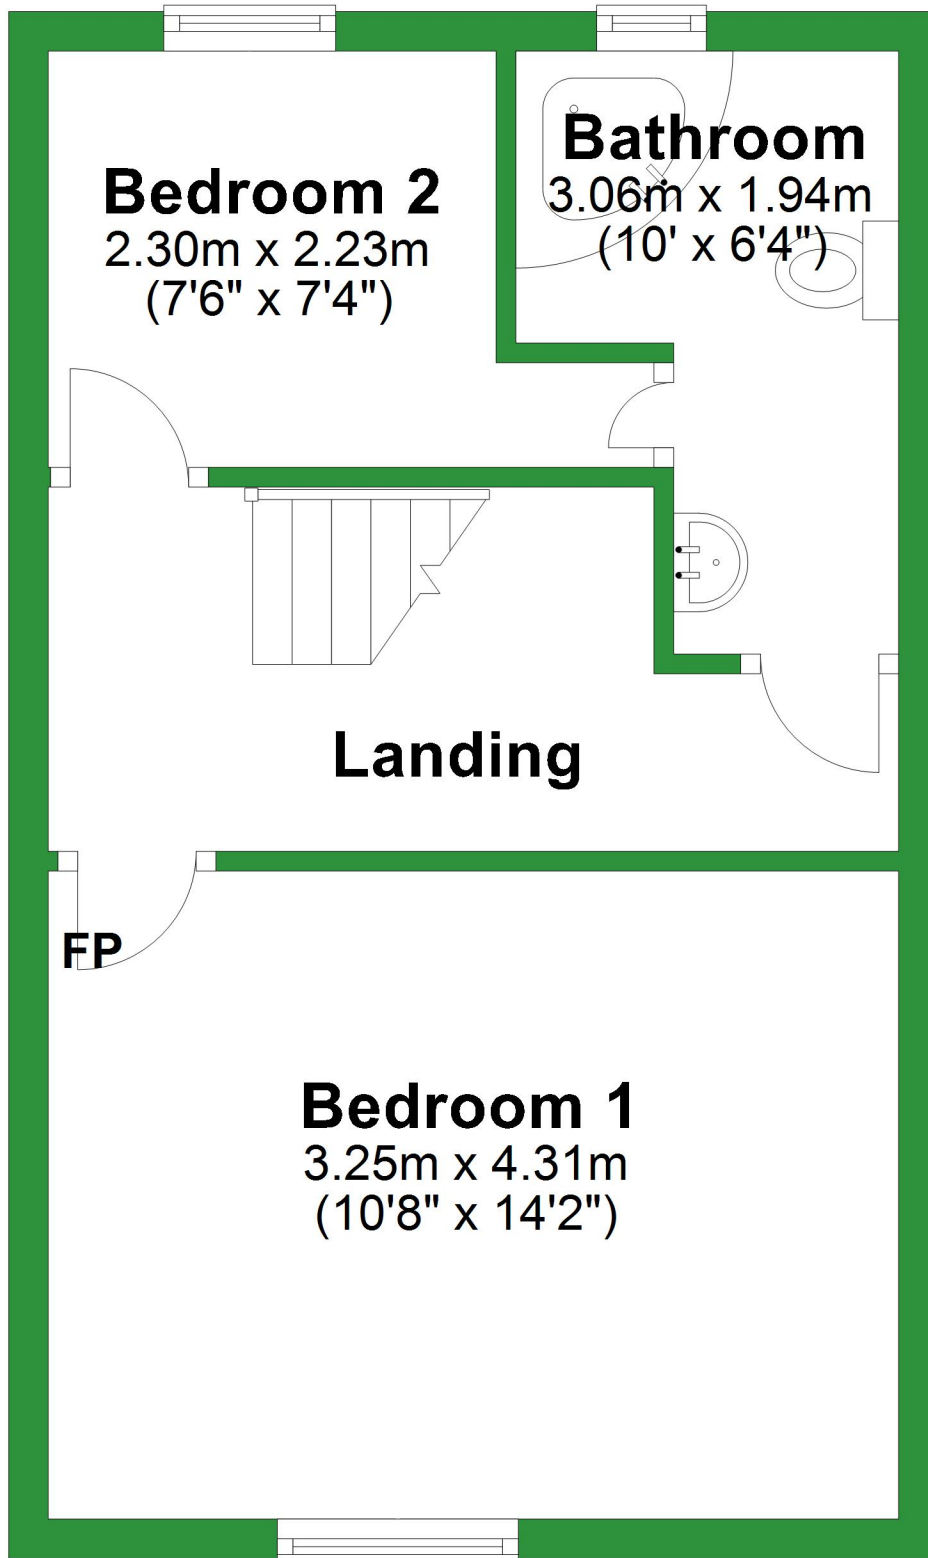 Bedroom 2
2.30m x 2.23m
(7'6" x 7'4")
Bathroom
3.06m x 1.94m
(10' x 6'4")
Landing
FP
Bedroom 1
3.25m x 4.31m
(10'8" x 14'2")